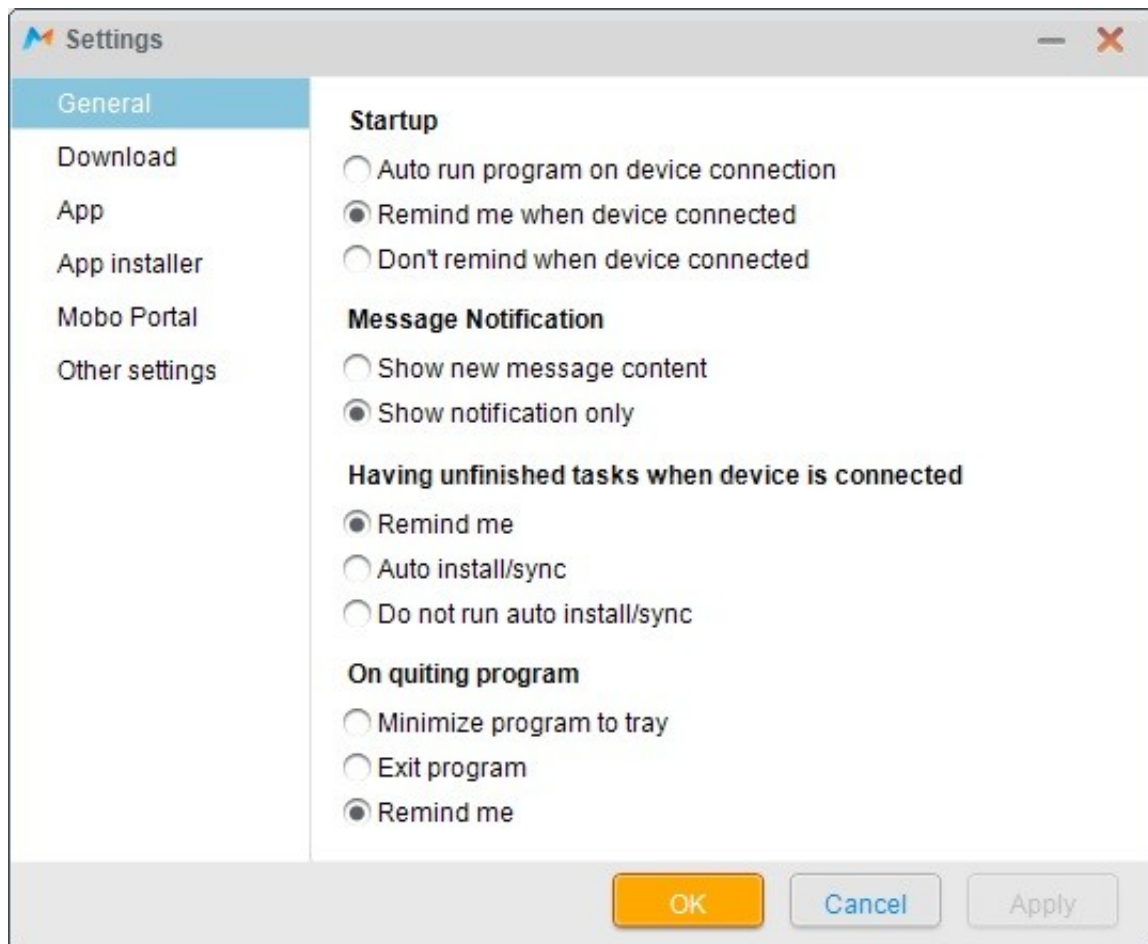 Settings
General
Download
App
App installer
Mobo Portal
Other settings
Startup
Auto run program on device connection
Remind me when device connected
Don't remind when device connected
Message Notification
Show new message content
Show notification only
Having unfinished tasks when device is connected
Remind me
Auto install/sync
Do not run auto install/sync
On quiting program
Minimize program to tray
Exit program
Remind me
OK
Cancel
Apply